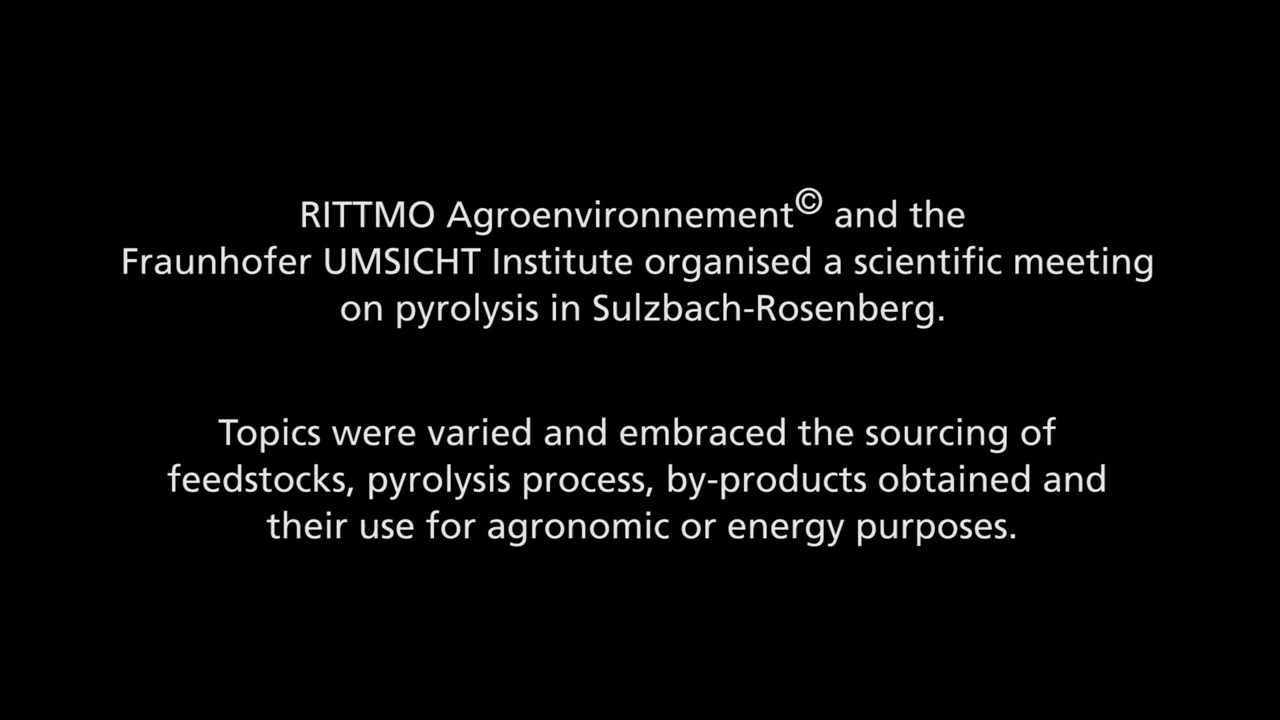 RITTMO Agroenvironnement© and the
Fraunhofer UMSICHT Institute organised a scientific meeting
on pyrolysis in Sulzbach-Rosenberg.
Topics were varied and embraced the sourcing of
feedstocks, pyrolysis process, by-products obtained and
their use for agronomic or energy purposes.